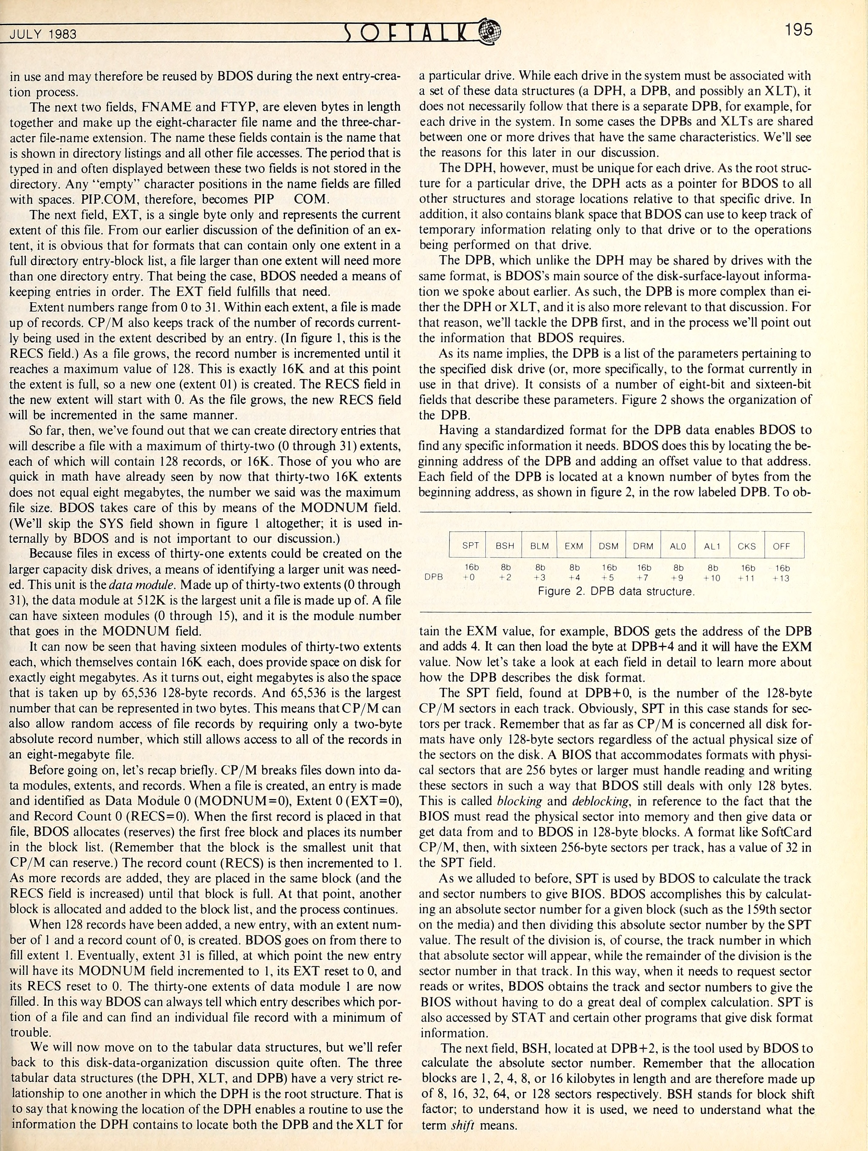 JULY 1983
SOFTALK
195
in use and may therefore be reused by BDOS during the next entry-crea-
tion process.
The next two fields, FNAME and FTYP, are eleven bytes in length
together and make up the eight-character file name and the three-char-
acter file-name extension. The name these fields contain is the name that
is shown in directory listings and all other file accesses. The period that is
typed in and often displayed between these two fields is not stored in the
directory. Any "empty" character positions in the name fields are filled
with spaces. PIP.COM, therefore, becomes PIP COM.
The next field, EXT, is a single byte only and represents the current
extent of this file. From our earlier discussion of the definition of an ex-
tent, it is obvious that for formats that can contain only one extent in a
full directory entry-block list, a file larger than one extent will need more
than one directory entry. That being the case, BDOS needed a means of
keeping entries in order. The EXT field fulfills that need.
Extent numbers range from 0 to 31. Within each extent, a file is made
up of records. CP/M also keeps track of the number of records current-
ly being used in the extent described by an entry. (In figure 1, this is the
RECS field.) As a file grows, the record number is incremented until it
reaches a maximum value of 128. This is exactly 16K and at this point
the extent is full, so a new one (extent 01) is created. The RECS field in
the new extent will start with 0. As the file grows, the new RECS field
will be incremented in the same manner.
So far, then, we've found out that we can create directory entries that
will describe a file with a maximum of thirty-two (0 through 31) extents,
each of which will contain 128 records, or 16K. Those of you who are
quick in math have already seen by now that thirty-two 16K extents
does not equal eight megabytes, the number we said was the maximum
file size. BDOS takes care of this by means of the MODNUM field.
(We'll skip the SYS field shown in figure 1 altogether; it is used in-
ternally by BDOS and is not important to our discussion.)
Because files in excess of thirty-one extents could be created on the
larger capacity disk drives, a means of identifying a larger unit was need-
ed. This unit is the data module. Made up of thirty-two extents (0 through
31), the data module at 512K is the largest unit a file is made up of. A file
can have sixteen modules (0 through 15), and it is the module number
that goes in the MODNUM field.
It can now be seen that having sixteen modules of thirty-two extents
each, which themselves contain 16K each, does provide space on disk for
exactly eight megabytes. As it turns out, eight megabytes is also the space
that is taken up by 65,536 128-byte records. And 65,536 is the largest
number that can be represented in two bytes. This means that CP/M can
also allow random access of file records by requiring only a two-byte
absolute record number, which still allows access to all of the records in
an eight-megabyte file.
Before going on, let's recap briefly. CP/M breaks files down into da-
ta modules, extents, and records. When a file is created, an entry is made
and identified as Data Module 0 (MODNUM=0), Extent 0 (EXT=0),
and Record Count 0 (RECS=0). When the first record is placed in that
file, BDOS allocates (reserves) the first free block and places its number
in the block list. (Remember that the block is the smallest unit that
CP/M can reserve.) The record count (RECS) is then incremented to 1.
As more records are added, they are placed in the same block (and the
RECS field is increased) until that block is full. At that point, another
block is allocated and added to the block list, and the process continues.
When 128 records have been added, a new entry, with an extent num-
ber of 1 and a record count of 0, is created. BDOS goes on from there to
fill extent 1. Eventually, extent 31 is filled, at which point the new entry
will have its MODNUM field incremented to 1, its EXT reset to 0, and
its RECS reset to 0. The thirty-one extents of data module 1 are now
filled. In this way BDOS can always tell which entry describes which por-
tion of a file and can find an individual file record with a minimum of
trouble.
We will now move on to the tabular data structures, but we'll refer
back to this disk-data-organization discussion quite often. The three
tabular data structures (the DPH, XLT, and DPB) have a very strict re-
lationship to one another in which the DPH is the root structure. That is
to say that knowing the location of the DPH enables a routine to use the
information the DPH contains to locate both the DPB and the XLT for
a particular drive. While each drive in the system must be associated with
a set of these data structures (a DPH, a DPB, and possibly an XLT), it
does not necessarily follow that there is a separate DPB, for example, for
each drive in the system. In some cases the DPBs and XLTs are shared
between one or more drives that have the same characteristics. We'll see
the reasons for this later in our discussion.
The DPH, however, must be unique for each drive. As the root struc-
ture for a particular drive, the DPH acts as a pointer for BDOS to all
other structures and storage locations relative to that specific drive. In
addition, it also contains blank space that BDOS can use to keep track of
temporary information relating only to that drive or to the operations
being performed on that drive.
The DPB, which unlike the DPH may be shared by drives with the
same format, is BDOS's main source of the disk-surface-layout informa-
tion we spoke about earlier. As such, the DPB is more complex than ei-
ther the DPH or XLT, and it is also more relevant to that discussion. For
that reason, we'll tackle the DPB first, and in the process we'll point out
the information that BDOS requires.
As its name implies, the DPB is a list of the parameters pertaining to
the specified disk drive (or, more specifically, to the format currently in
use in that drive). It consists of a number of eight-bit and sixteen-bit
fields that describe these parameters. Figure 2 shows the organization of
the DPB.
Having a standardized format for the DPB data enables BDOS to
find any specific information it needs. BDOS does this by locating the be-
ginning address of the DPB and adding an offset value to that address.
Each field of the DPB is located at a known number of bytes from the
beginning address, as shown in figure 2, in the row labeled DPB. To ob-
SPT BSH BLM EXM DSM DRM AL0 AL1 CKS OFF
16b 8b 8b 8b 16b 16b 8b 8b 16b 16b
DPB +0 +2 +3 +4 +5 +7 +9 +10 +11 +13
Figure 2. DPB data structure.
tain the EXM value, for example, BDOS gets the address of the DPB
and adds 4. It can then load the byte at DPB+4 and it will have the EXM
value. Now let's take a look at each field in detail to learn more about
how the DPB describes the disk format.
The SPT field, found at DPB+0, is the number of the 128-byte
CP/M sectors in each track. Obviously, SPT in this case stands for sec-
tors per track. Remember that as far as CP/M is concerned all disk for-
mats have only 128-byte sectors regardless of the actual physical size of
the sectors on the disk. A BIOS that accommodates formats with physi-
cal sectors that are 256 bytes or larger must handle reading and writing
these sectors in such a way that BDOS still deals with only 128 bytes.
This is called blocking and deblocking, in reference to the fact that the
BIOS must read the physical sector into memory and then give data or
get data from and to BDOS in 128-byte blocks. A format like SoftCard
CP/M, then, with sixteen 256-byte sectors per track, has a value of 32 in
the SPT field.
As we alluded to before, SPT is used by BDOS to calculate the track
and sector numbers to give BIOS. BDOS accomplishes this by calculat-
ing an absolute sector number for a given block (such as the 159th sector
on the media) and then dividing this absolute sector number by the SPT
value. The result of the division is, of course, the track number in which
that absolute sector will appear, while the remainder of the division is the
sector number in that track. In this way, when it needs to request sector
reads or writes, BDOS obtains the track and sector numbers to give the
BIOS without having to do a great deal of complex calculation. SPT is
also accessed by STAT and certain other programs that give disk format
information.
The next field, BSH, located at DPB+2, is the tool used by BDOS to
calculate the absolute sector number. Remember that the allocation
blocks are 1, 2, 4, 8, or 16 kilobytes in length and are therefore made up
of 8, 16, 32, 64, or 128 sectors respectively. BSH stands for block shift
factor; to understand how it is used, we need to understand what the
term shift means.